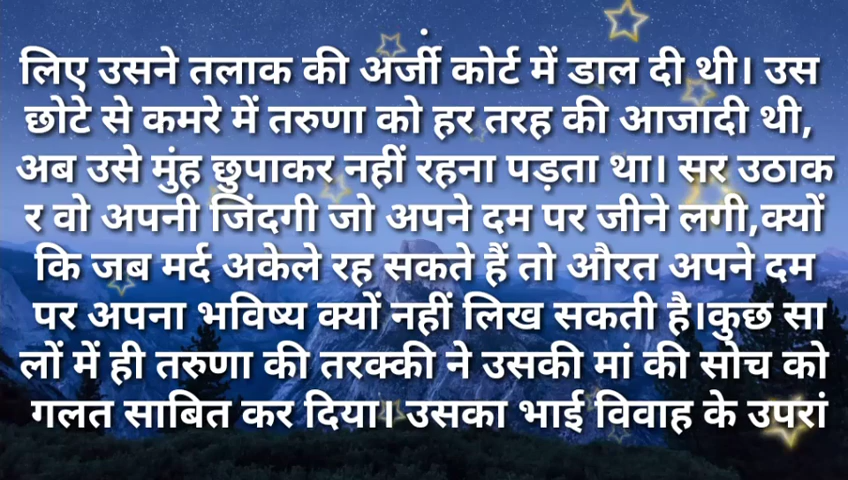 लिए उसने तलाक की अर्जी कोर्ट में डाल दी थी। उस
छोटे से कमरे में तरुणा को हर तरह की आजादी थी,
अब उसे मुंह छुपाकर नहीं रहना पड़ता था। सर उठाक
र वो अपनी जिंदगी जो अपने दम पर जीने लगी,क्यों
कि जब मर्द अकेले रह सकते हैं तो औरत अपने दम
पर अपना भविष्य क्यों नहीं लिख सकती है।कुछ सा
लों में ही तरुणा की तरक्की ने उसकी मां की सोच को
गलत साबित कर दिया। उसका भाई विवाह के उपरां